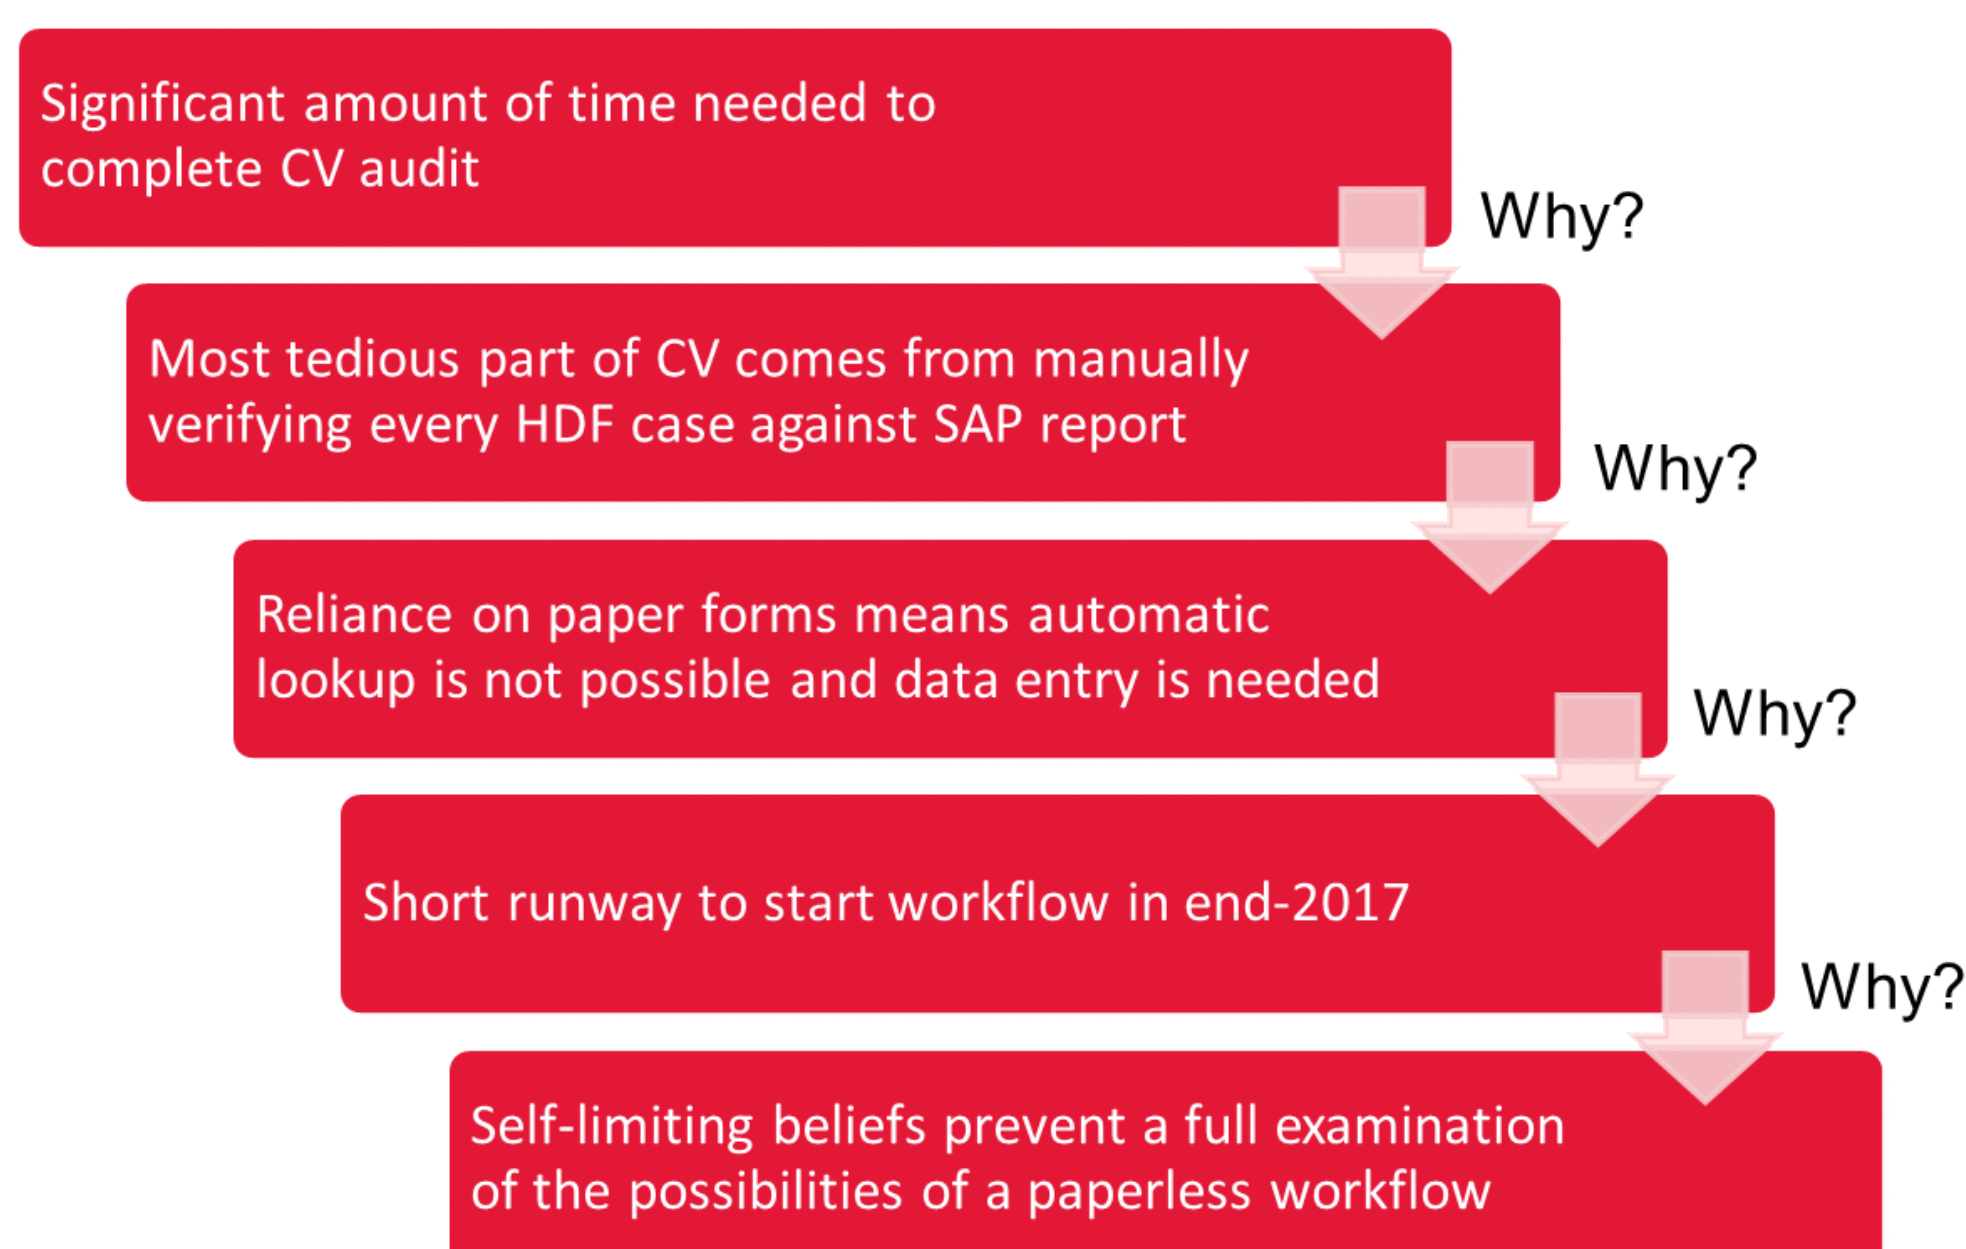 Significant amount of time needed to
complete CV audit
Why?
Most tedious part of CV comes from manually
verifying every HDF case against SAP report
Why?
Reliance on paper forms means automatic
lookup is not possible and data entry is needed
Why?
Short runway to start workflow in end-2017
Why?
Self-limiting beliefs prevent a full examination
of the possibilities of a paperless workflow